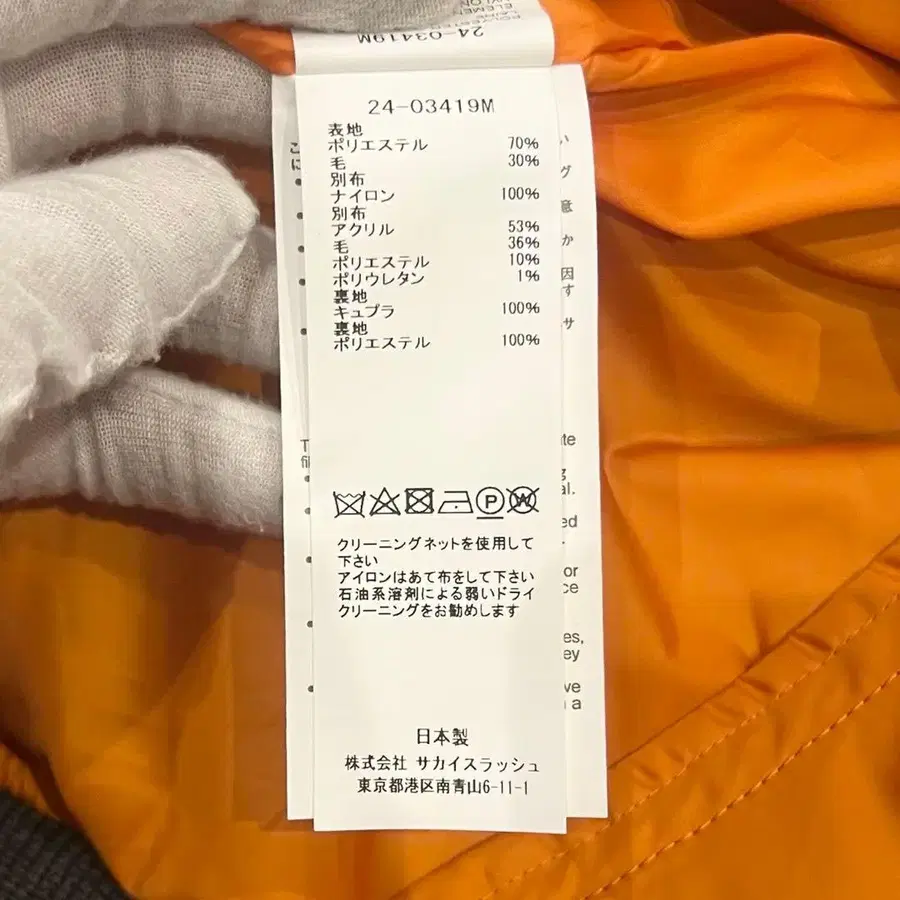 24-03419M
24-03419M
表地
ポリエステル 70%
毛 30%
別布
ナイロン 100%
別布
アクリル 53%
毛 36%
ポリエステル 10%
ポリウレタン 1%
裏地
キュプラ 100%
裏地
ポリエステル 100%
クリーニングネットを使用して
下さい
アイロンはあて布をして下さい
石油系溶剤による弱いドライ
クリーニングをお勧めします
日本製
株式会社 サカイスラッシュ
東京都港区南青山6-11-1